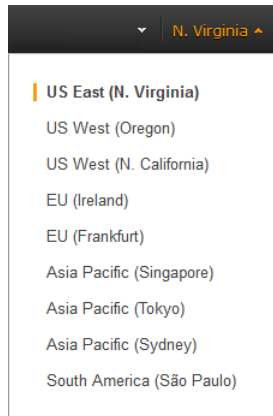 N. Virginia
US East (N. Virginia)
US West (Oregon)
US West (N. California)
EU (Ireland)
EU (Frankfurt)
Asia Pacific (Singapore)
Asia Pacific (Tokyo)
Asia Pacific (Sydney)
South America (São Paulo)